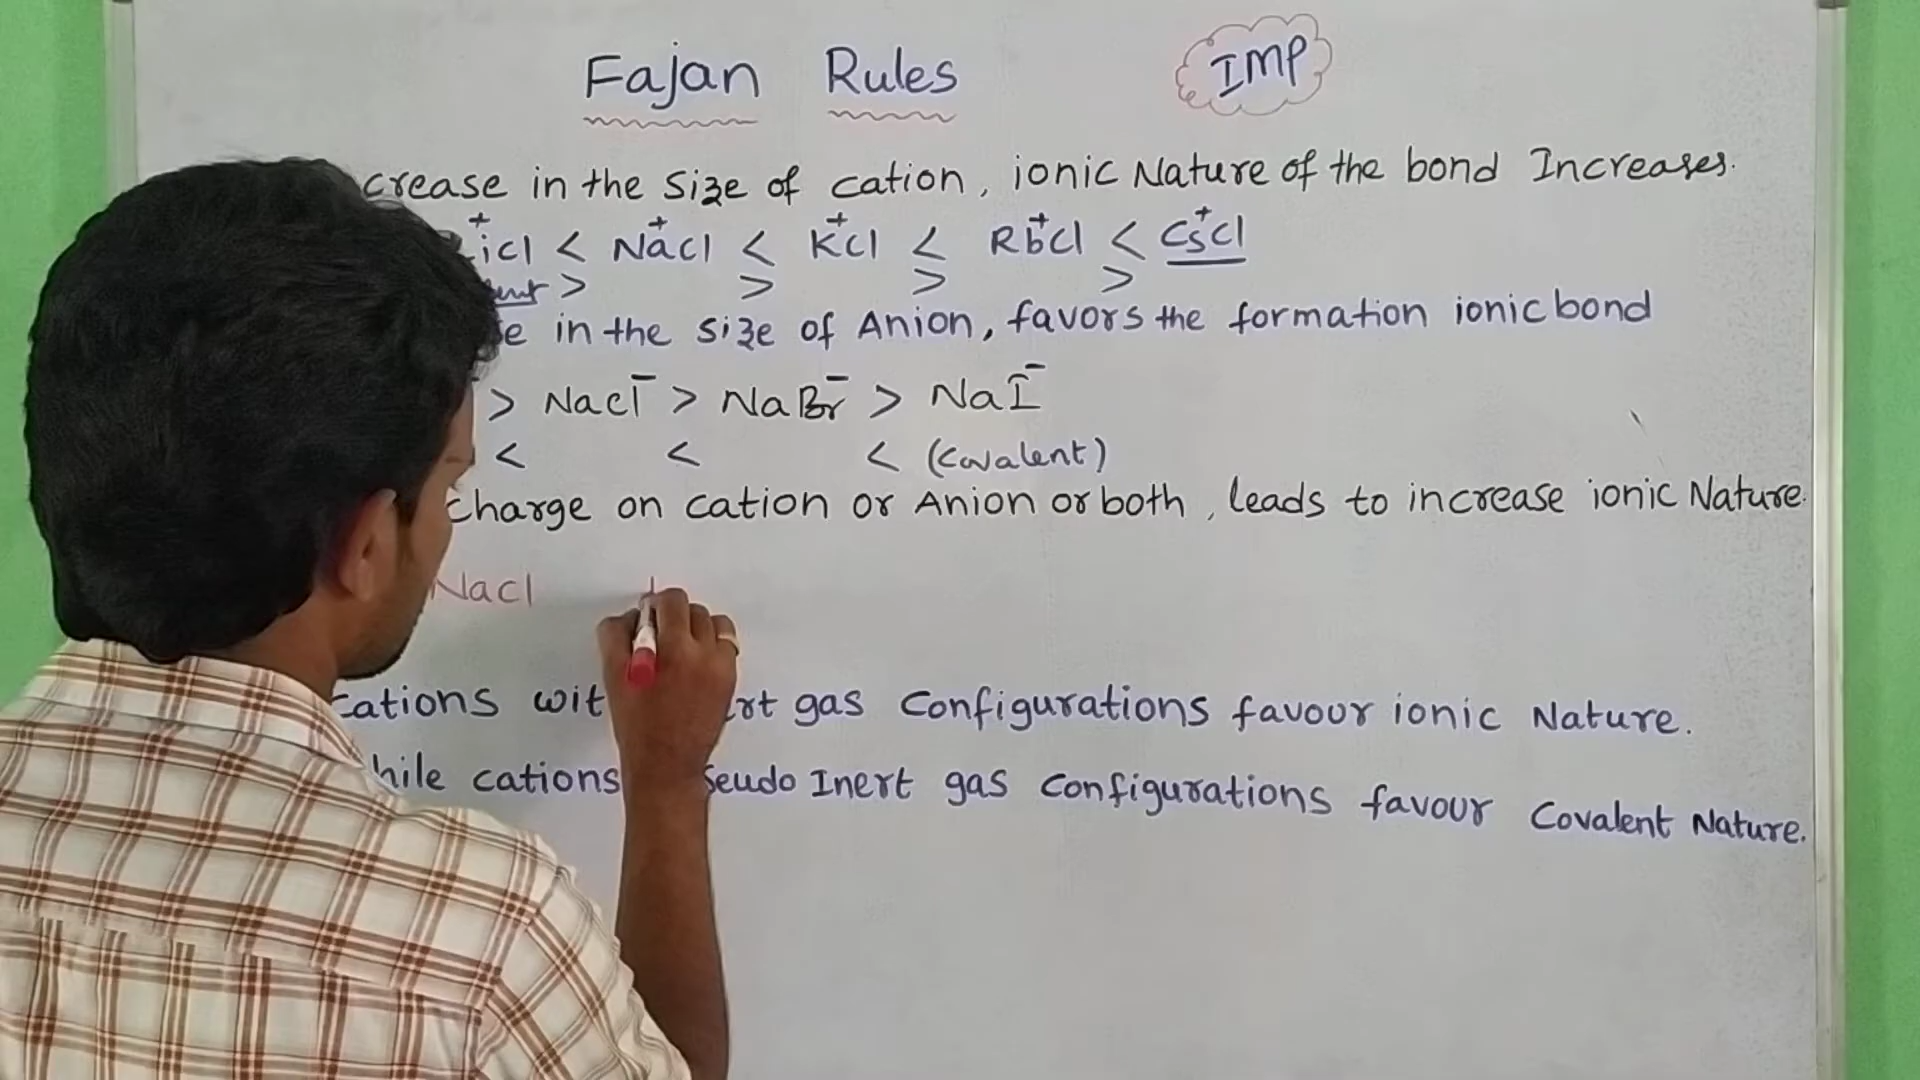 Fajan Rules IMP
crease in the size of cation, ionic Nature of the bond Increases.
icl < Nacl < Kcl < Rbcl < Cscl
+ + + + +
> > > >
se in the size of Anion, favors the formation ionic bond
> Nacl⁻ > NaBr⁻ > NaI⁻
< < < (covalent)
charge on cation or Anion or both, leads to increase ionic Nature.
Nacl
cations wit rt gas configurations favour ionic Nature.
hile cations seudo Inert gas configurations favour covalent Nature.